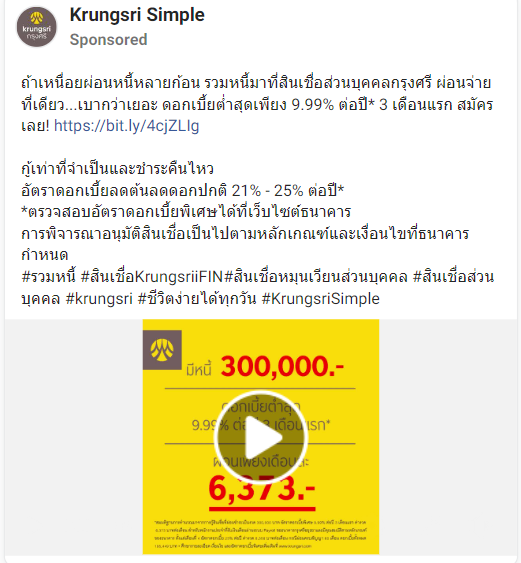 krungsri
กรุงศรี
Krungsri Simple
Sponsored
ถ้าเหนื่อยผ่อนหนี้หลายก้อน รวมหนี้มาที่สินเชื่อส่วนบุคคลกรุงศรี ผ่อนจ่าย
ที่เดียว...เบากว่าเยอะ ดอกเบี้ยต่ำสุดเพียง 9.99% ต่อปี* 3 เดือนแรก สมัคร
เลย! https://bit.ly/4cjZLlg
กู้เท่าที่จำเป็นและชำระคืนไหว
อัตราดอกเบี้ยลดต้นลดดอกปกติ 21% - 25% ต่อปี*
*ตรวจสอบอัตราดอกเบี้ยพิเศษได้ที่เว็บไซต์ธนาคาร
การพิจารณาอนุมัติสินเชื่อเป็นไปตามหลักเกณฑ์และเงื่อนไขที่ธนาคาร
กำหนด
#รวมหนี้ #สินเชื่อKrungsriiFIN#สินเชื่อหมุนเวียนส่วนบุคคล #สินเชื่อส่วน
บุคคล #krungsri #ชีวิตง่ายได้ทุกวัน #KrungsriSimple
มีหนี้ 300,000.-
ดอกเบี้ยต่ำสุด
9.99% ต่อปี 3 เดือนแรก*
ผ่อนเพียงเดือนละ
6,373.-